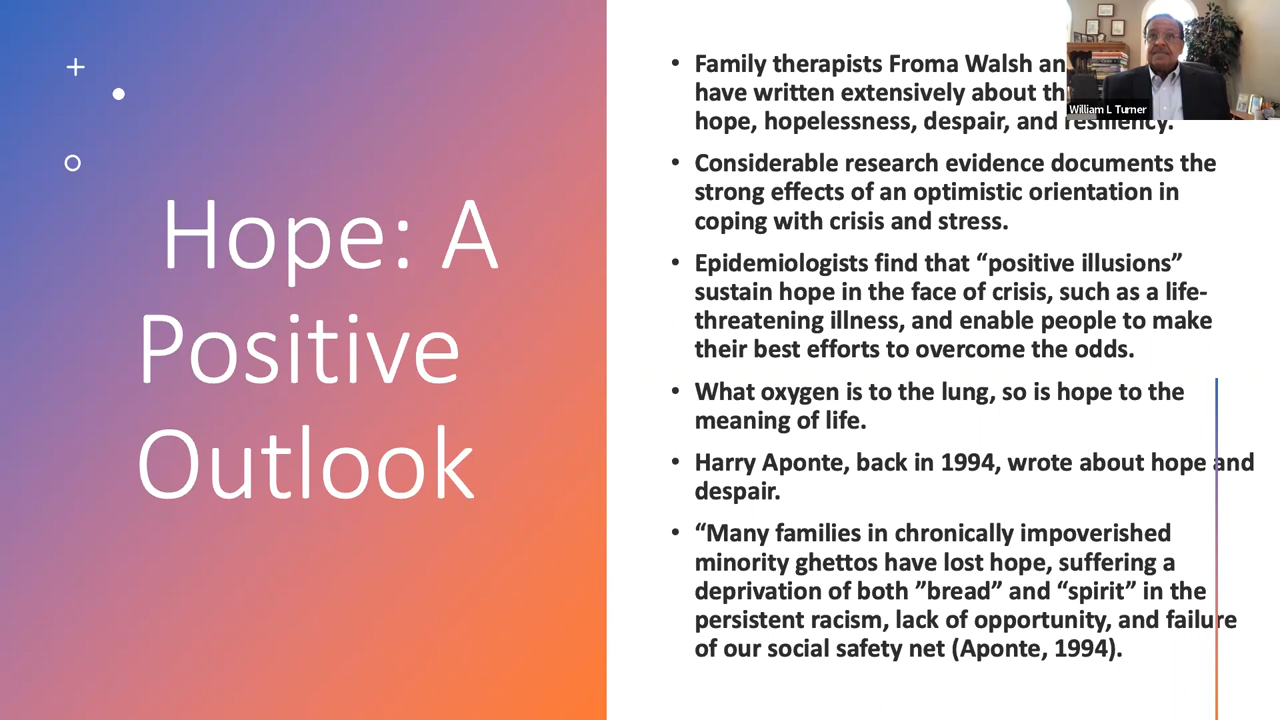 Hope: A
Positive
Outlook
• Family therapists Froma Walsh an
have written extensively about th
hope, hopelessness, despair, and resiliency.
• Considerable research evidence documents the
strong effects of an optimistic orientation in
coping with crisis and stress.
• Epidemiologists find that “positive illusions”
sustain hope in the face of crisis, such as a life-
threatening illness, and enable people to make
their best efforts to overcome the odds.
• What oxygen is to the lung, so is hope to the
meaning of life.
• Harry Aponte, back in 1994, wrote about hope and
despair.
• “Many families in chronically impoverished
minority ghettos have lost hope, suffering a
deprivation of both ”bread” and “spirit” in the
persistent racism, lack of opportunity, and failure
of our social safety net (Aponte, 1994).
William L Turner